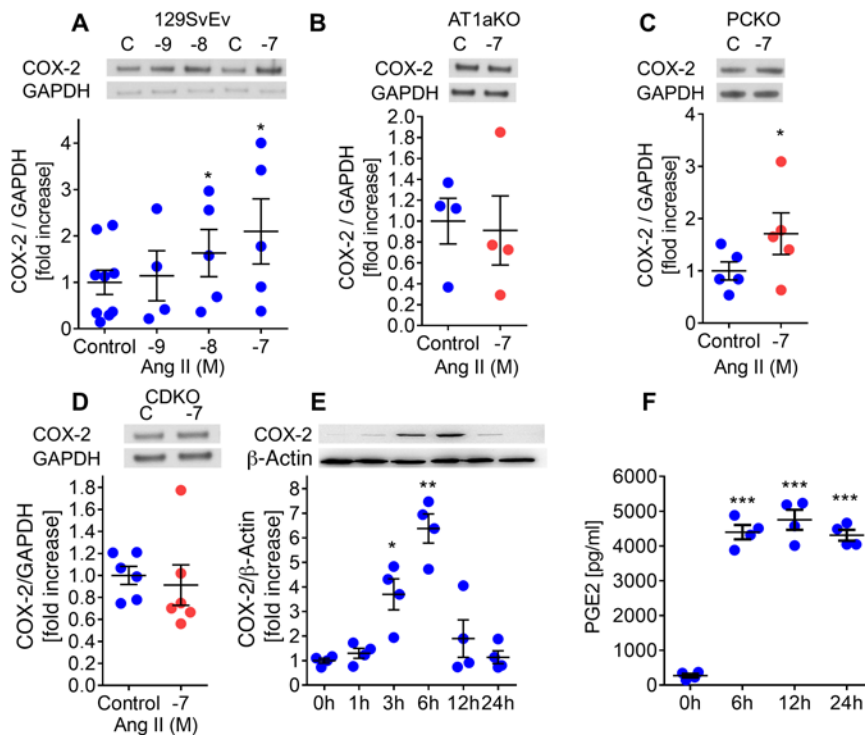 A 129SvEv
C -9 -8 C -7
COX-2
GAPDH
COX-2 / GAPDH
[fold increase]
4
3
2
1
0
*
*
Control -9 -8 -7
Ang II (M)
B AT1aKO
C -7
COX-2
GAPDH
COX-2 / GAPDH
[flod increase]
2.0
1.8
1.6
1.4
1.2
1.0
0.8
0.6
0.4
0.2
0.0
Control -7
Ang II (M)
C PCKO
C -7
COX-2
GAPDH
COX-2 / GAPDH
[flod increase]
4
3
2
1
0
*
Control -7
Ang II (M)
D CDKO
C -7
COX-2
GAPDH
COX-2/GAPDH
[fold increase]
1.8
1.6
1.4
1.2
1.0
0.8
0.6
0.4
0.2
0.0
Control -7
Ang II (M)
E
COX-2
β-Actin
COX-2/β-Actin
[fold increase]
8
7
6
5
4
3
2
1
0
*
**
0h 1h 3h 6h 12h 24h
F
PGE2 [pg/ml]
6000
5000
4000
3000
2000
1000
0
***
***
***
0h 6h 12h 24h